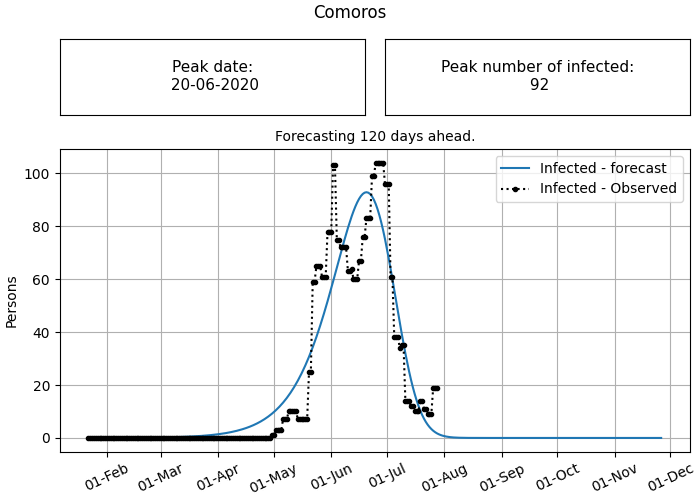 Comoros
Peak date:
20-06-2020
Peak number of infected:
92
Forecasting 120 days ahead.
Infected - forecast
Infected - Observed
Persons
100
80
60
40
20
0
01-Feb
01-Mar
01-Apr
01-May
01-Jun
01-Jul
01-Aug
01-Sep
01-Oct
01-Nov
01-Dec